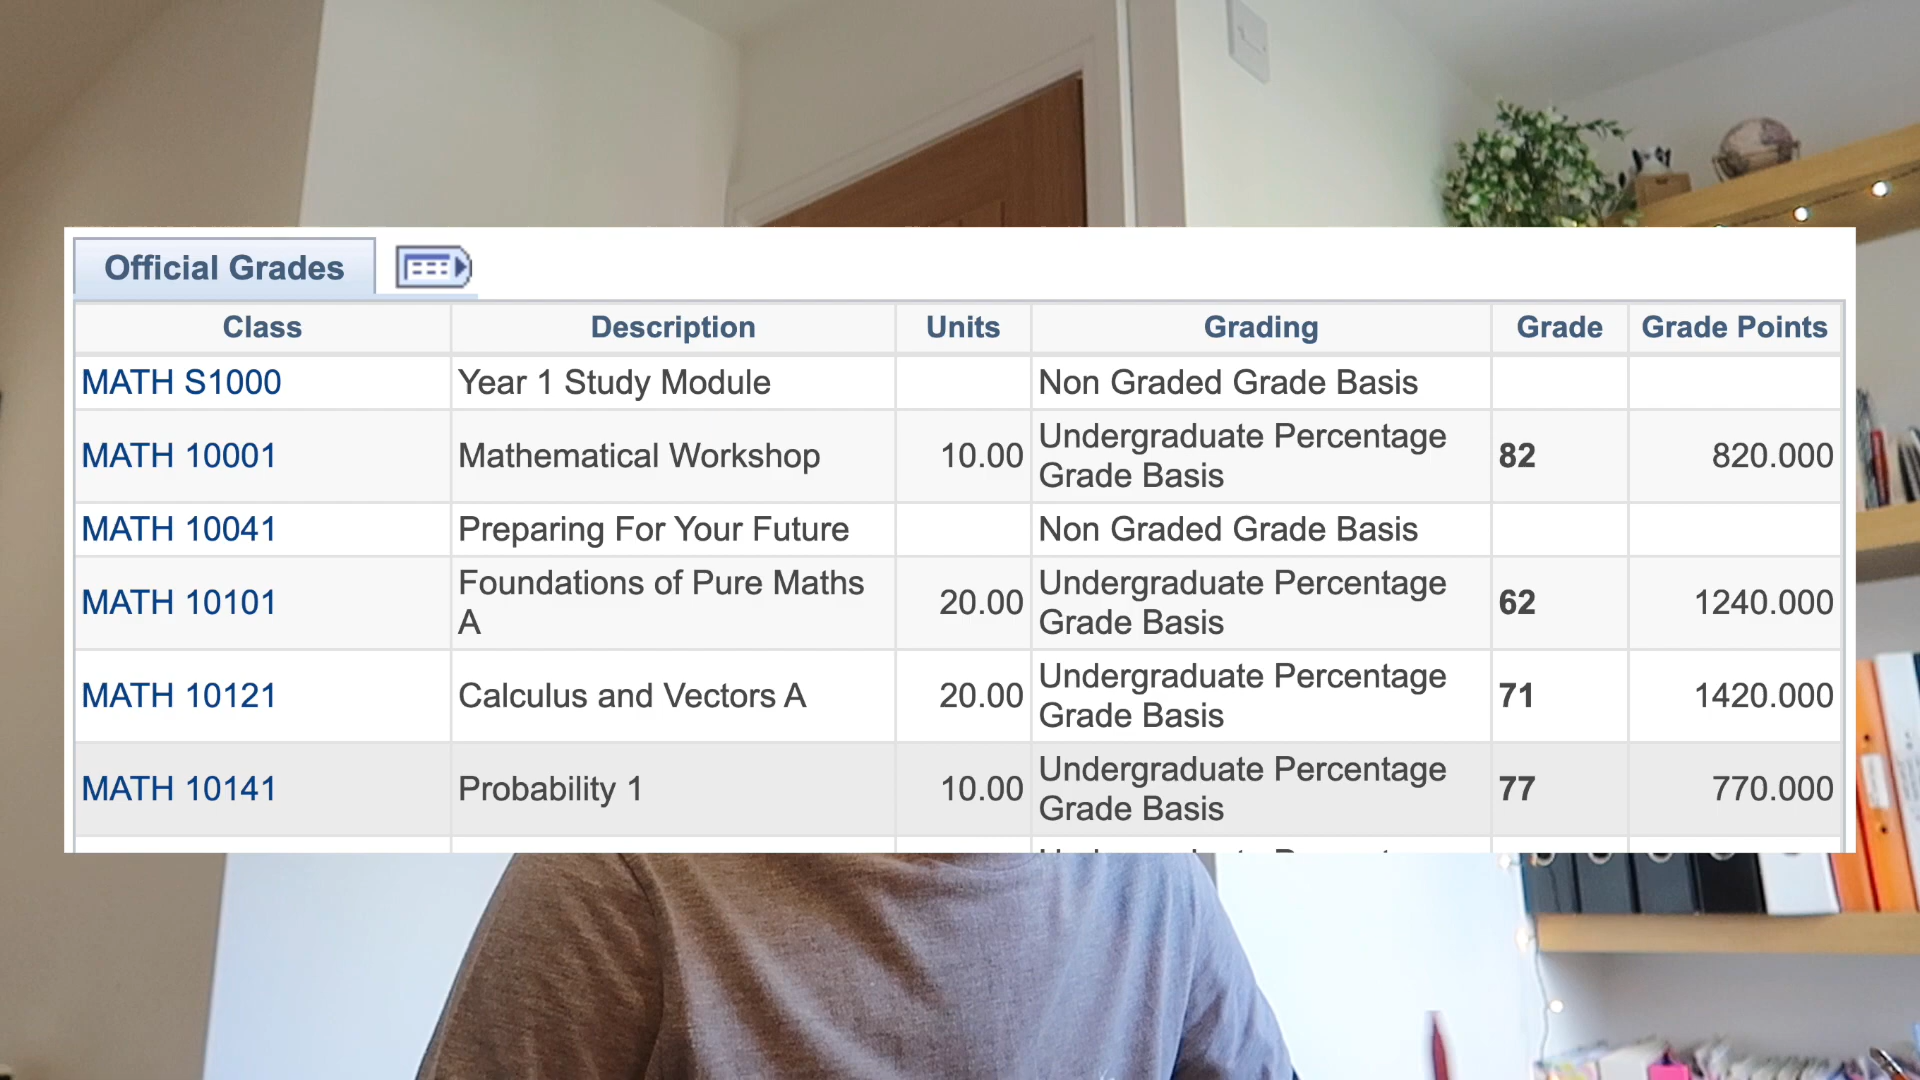 Official Grades
Class Description Units Grading Grade Grade Points
MATH S1000 Year 1 Study Module Non Graded Grade Basis
MATH 10001 Mathematical Workshop 10.00 Undergraduate Percentage Grade Basis 82 820.000
MATH 10041 Preparing For Your Future Non Graded Grade Basis
MATH 10101 Foundations of Pure Maths A 20.00 Undergraduate Percentage Grade Basis 62 1240.000
MATH 10121 Calculus and Vectors A 20.00 Undergraduate Percentage Grade Basis 71 1420.000
MATH 10141 Probability 1 10.00 Undergraduate Percentage Grade Basis 77 770.000